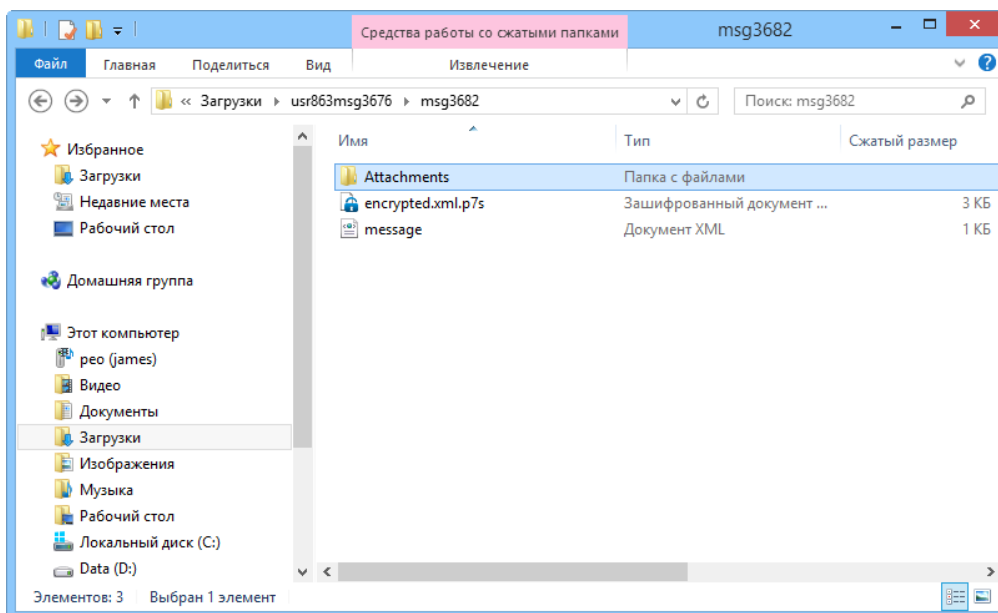 Средства работы со сжатыми папками
msg3682
Файл
Главная
Поделиться
Вид
Извлечение
« Загрузки usr863msg3676 msg3682
Поиск: msg3682
Избранное
Загрузки
Недавние места
Рабочий стол
Домашняя группа
Этот компьютер
peo (james)
Видео
Документы
Загрузки
Изображения
Музыка
Рабочий стол
Локальный диск (C:)
Data (D:)
Имя Тип Сжатый размер
Attachments Папка с файлами
encrypted.xml.p7s Зашифрованный документ ... 3 КБ
message Документ XML 1 КБ
Элементов: 3 Выбран 1 элемент